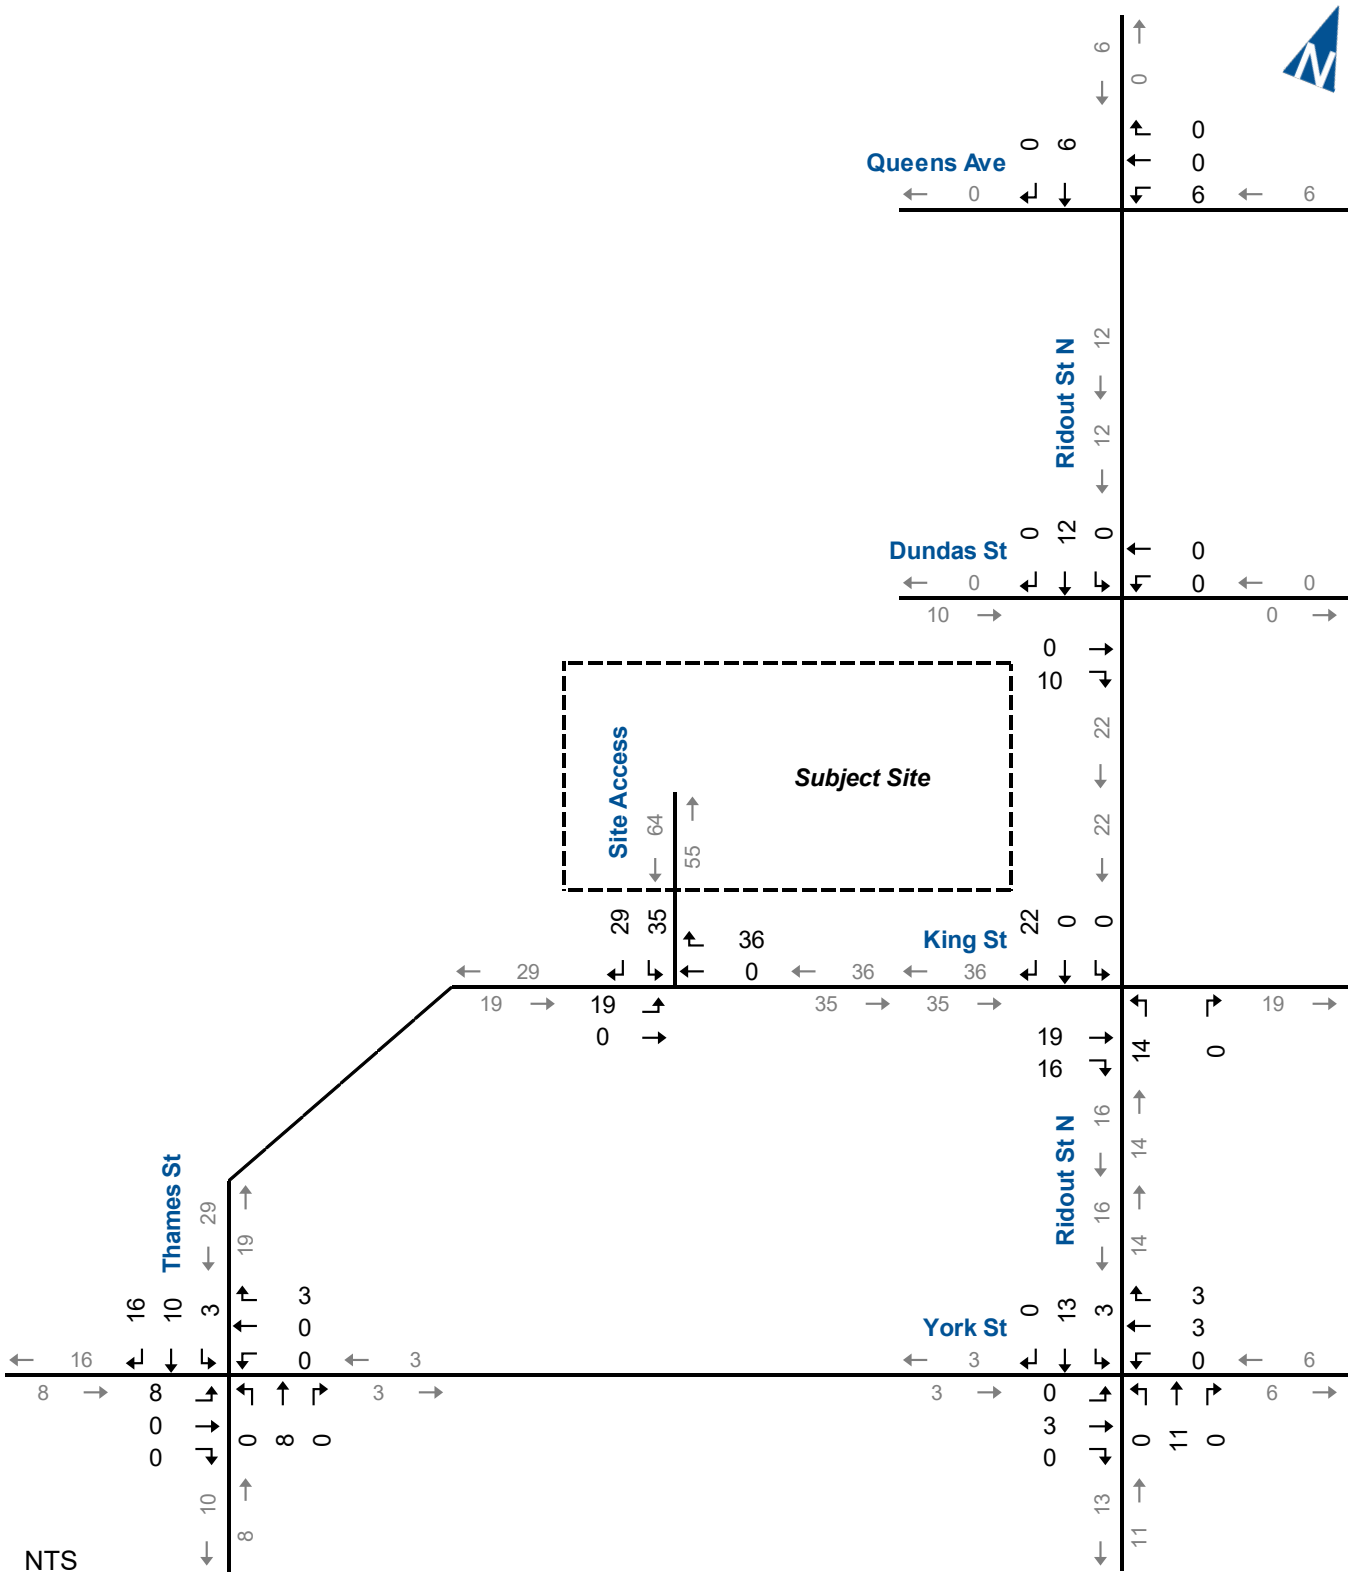 N
6
0
0 6
0
Queens Ave
0
0 6 6
12
Ridout St N
12
0 12 0
Dundas St
0
0 0 0
10 0
0
10
22
Subject Site
Site Access
64
55
22
29 35
36
King St
22 0 0
29
0 36 36
19 19
35 35 19
0
19
16
14 0
16
14
Ridout St N
Thames St
29
19
16
14
16 10 3
3
0
York St
0 13 3
3
3
16
0 3
3
0 6
8 8
3 3
0
6
0
0
0 8 0
3
0
0 11 0
10
8
13
11
NTS